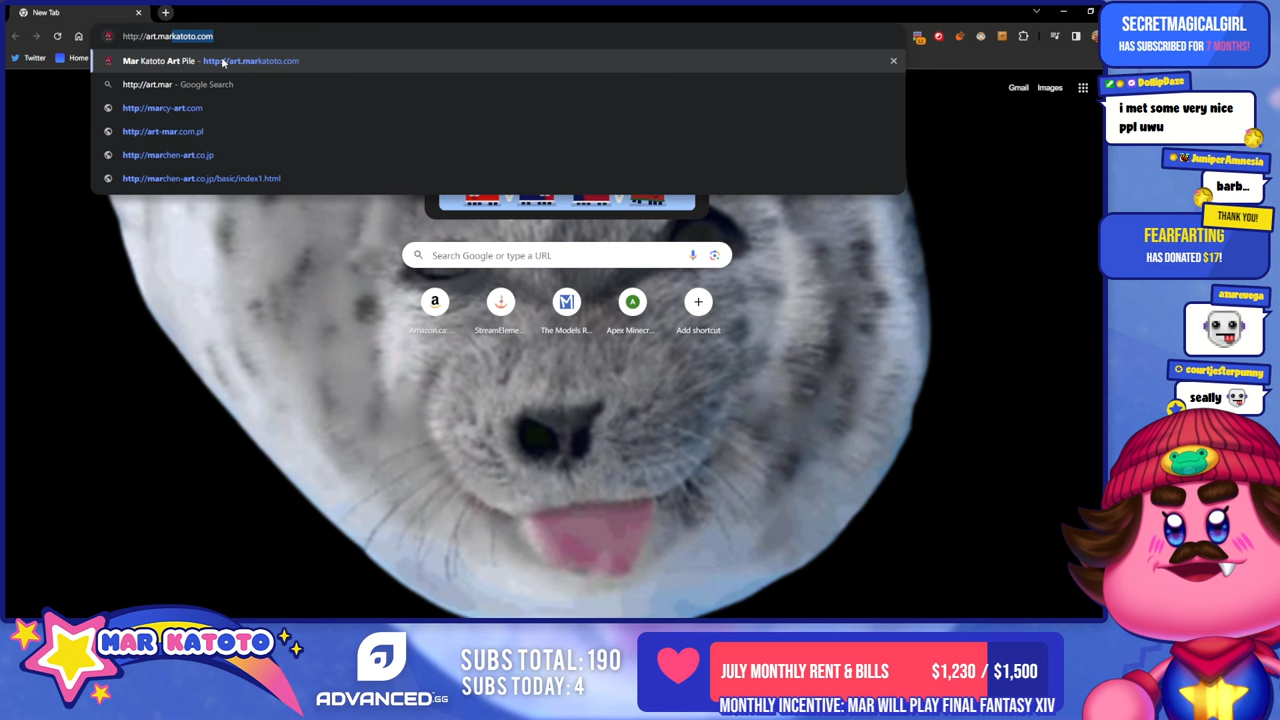 New Tab
http://art.markatoto.com
Twitter
Home
Mar Katoto Art Pile - http://art.markatoto.com
http://art.mar - Google Search
http://marcy-art.com
http://art-mar.com.pl
http://marchen-art.co.jp
http://marchen-art.co.jp/basic/index1.html
Gmail
Images
Search Google or type a URL
Amazon.ca: ...
StreamEleme...
The Models R...
Apex Minecr...
Add shortcut
SECRETMAGICALGIRL
HAS SUBSCRIBED FOR 7 MONTHS!
DollipDaze
i met some very nice
ppl uwu
JuniperAmnesia
barb...
THANK YOU!
FEARFARTING
HAS DONATED $17!
azurevega
courtjesterpunny
seally
MAR KATOTO
ADVANCED.GG
SUBS TOTAL: 190
SUBS TODAY: 4
JULY MONTHLY RENT & BILLS $1,230 / $1,500
MONTHLY INCENTIVE: MAR WILL PLAY FINAL FANTASY XIV